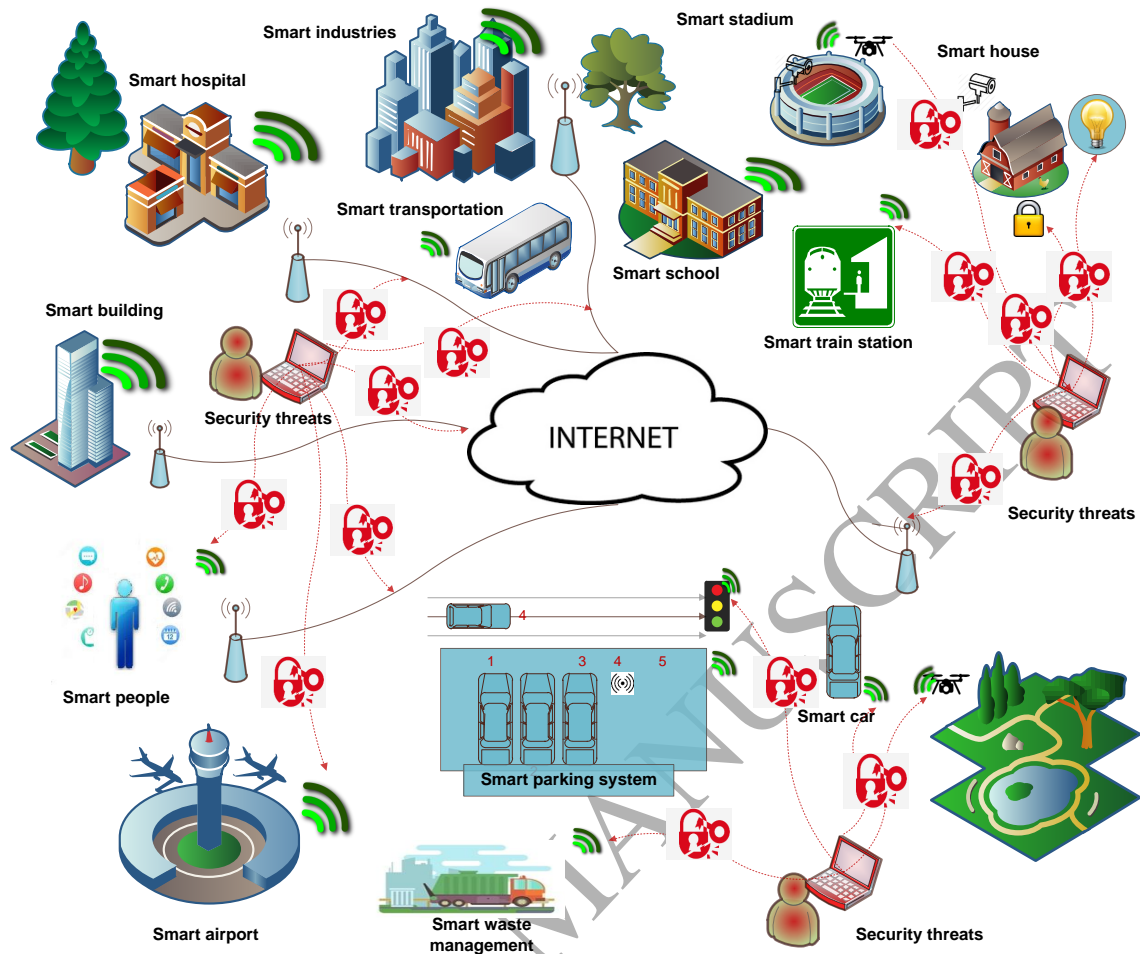 Smart stadium
Smart industries
Smart house
Smart hospital
Smart transportation
Smart school
Smart building
Smart train station
Security threats
INTERNET
Security threats
4
1 3 4 5
Smart people
Smart car
Smart parking system
12
Smart airport
Smart waste
management
Security threats
MANUSCRIPT